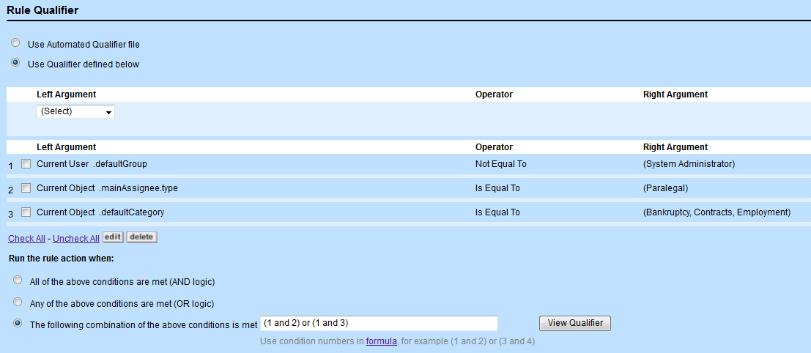 Rule Qualifier
Use Automated Qualifier file
Use Qualifier defined below
Left Argument Operator Right Argument
(Select)
Left Argument Operator Right Argument
1 Current User .defaultGroup Not Equal To (System Administrator)
2 Current Object .mainAssignee.type Is Equal To (Paralegal)
3 Current Object .defaultCategory Is Equal To (Bankruptcy, Contracts, Employment)
Check All - Uncheck All edit delete
Run the rule action when:
All of the above conditions are met (AND logic)
Any of the above conditions are met (OR logic)
The following combination of the above conditions is met (1 and 2) or (1 and 3) View Qualifier
Use condition numbers in formula, for example (1 and 2) or (3 and 4)